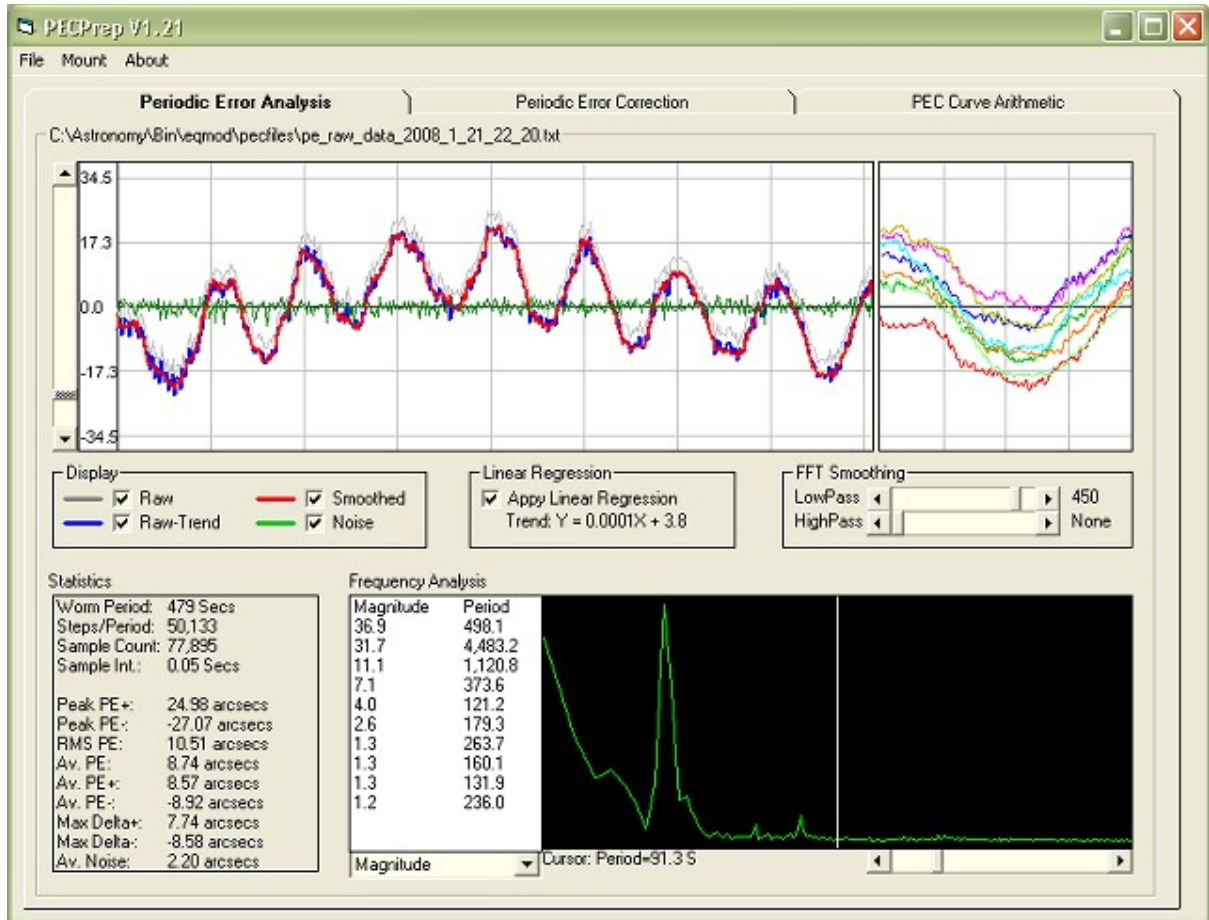 PECPrep V1.21
File Mount About
Periodic Error Analysis Periodic Error Correction PEC Curve Arithmetic
C:\Astronomy\Bin\eqmod\pecfiles\pe_raw_data_2008_1_21_22_20.txt
34.5
17.3
0.0
-17.3
-34.5
Display
Raw Smoothed
Raw-Trend Noise
Linear Regression
Appy Linear Regression
Trend: Y = 0.0001X + 3.8
FFT Smoothing
LowPass 450
HighPass None
Statistics
Worm Period: 479 Secs
Steps/Period: 50,133
Sample Count: 77,895
Sample Int.: 0.05 Secs
Peak PE+: 24.98 arcsecs
Peak PE-: -27.07 arcsecs
RMS PE: 10.51 arcsecs
Av. PE: 8.74 arcsecs
Av. PE+: 8.57 arcsecs
Av. PE-: -8.92 arcsecs
Max Delta+: 7.74 arcsecs
Max Delta-: -8.58 arcsecs
Av. Noise: 2.20 arcsecs
Frequency Analysis
Magnitude Period
36.9 498.1
31.7 4,483.2
11.1 1,120.8
7.1 373.6
4.0 121.2
2.6 179.3
1.3 263.7
1.3 160.1
1.3 131.9
1.2 236.0
Magnitude
Cursor: Period=91.3 S